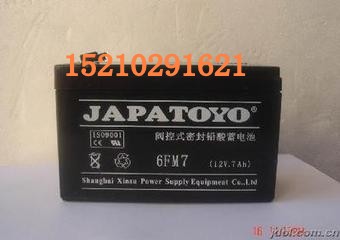 15210291621
JAPATOYO
ISO9001
阀控式密封铅酸蓄电池
6FM7
(12V.7Ah)
Shanghai Xinsu Power Supply Equipment Co., Ltd